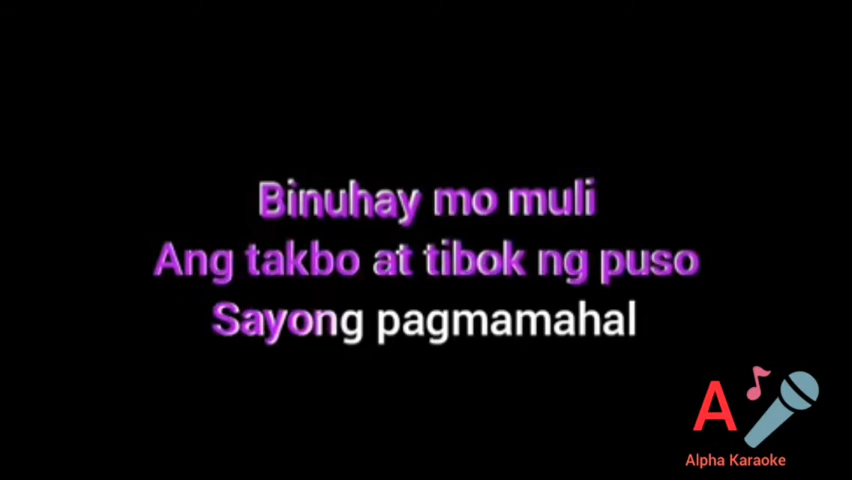 Binuhay mo muli
Ang takbo at tibok ng puso
Sayong pagmamahal
A
Alpha Karaoke